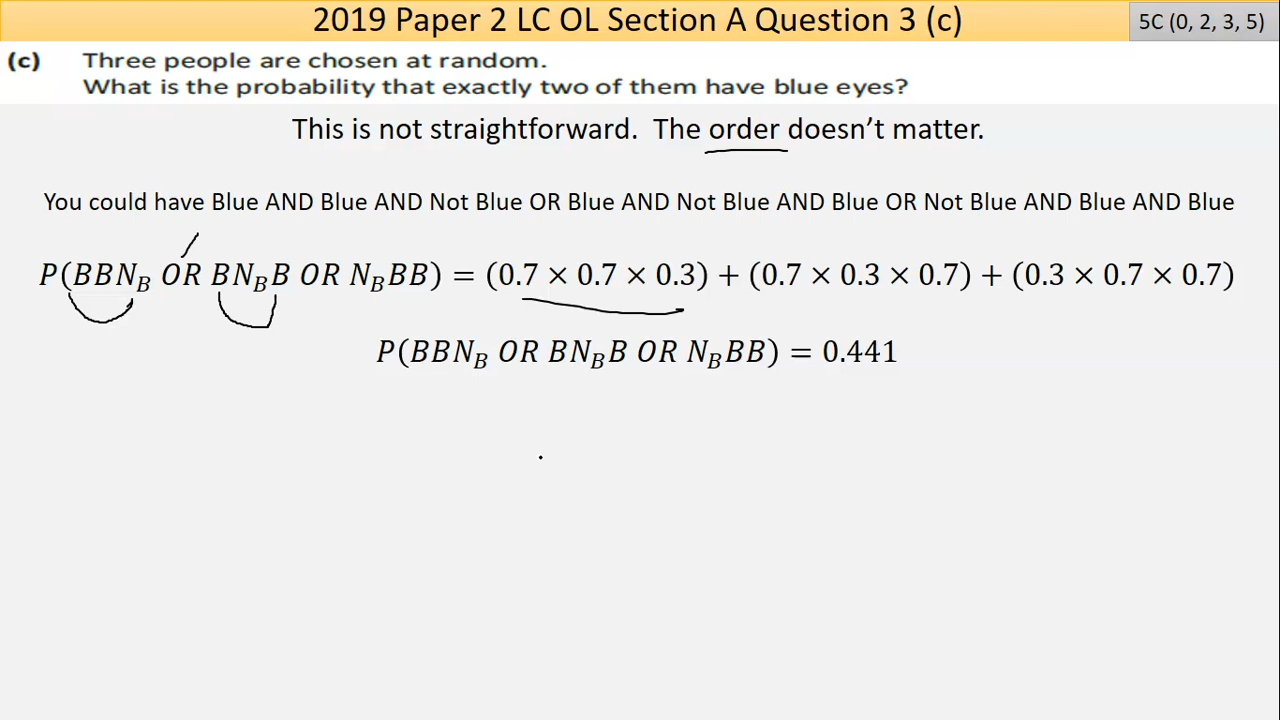 2019 Paper 2 LC OL Section A Question 3 (c)
5C (0, 2, 3, 5)
(c) Three people are chosen at random.
What is the probability that exactly two of them have blue eyes?
This is not straightforward. The order doesn't matter.
You could have Blue AND Blue AND Not Blue OR Blue AND Not Blue AND Blue OR Not Blue AND Blue AND Blue
P(BBN_B OR BN_BB OR N_BBB) = (0.7 × 0.7 × 0.3) + (0.7 × 0.3 × 0.7) + (0.3 × 0.7 × 0.7)
P(BBN_B OR BN_BB OR N_BBB) = 0.441